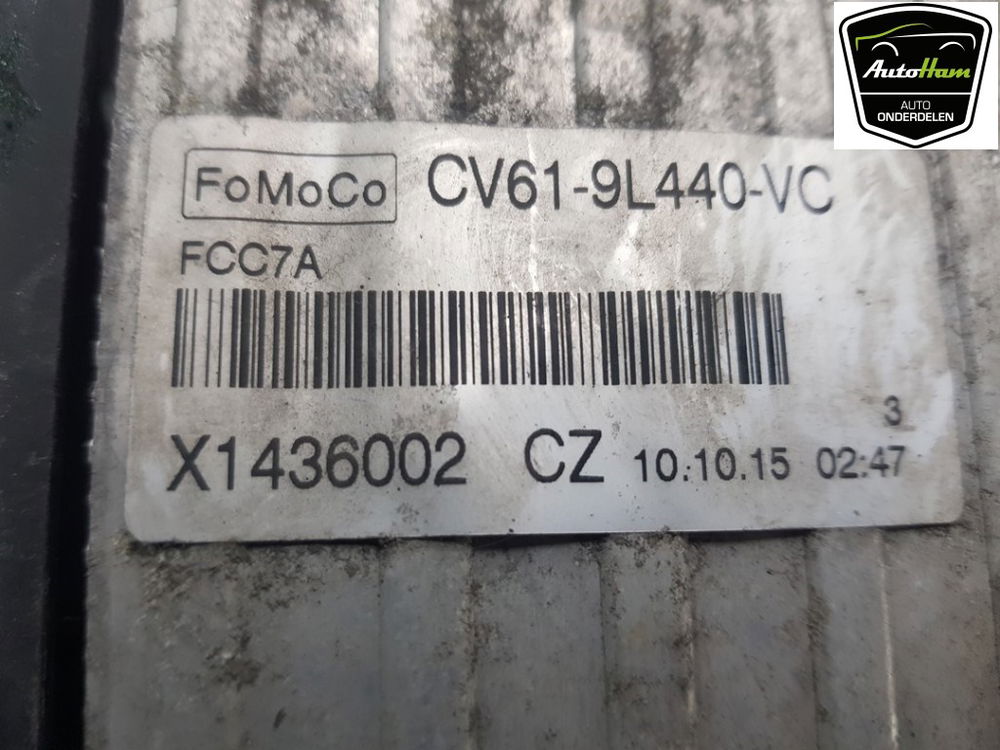 AutoHam
AUTO
ONDERDELEN
FoMoCo CV61-9L440-VC
FCC7A
3
X1436002 CZ 10.10.15 02:47